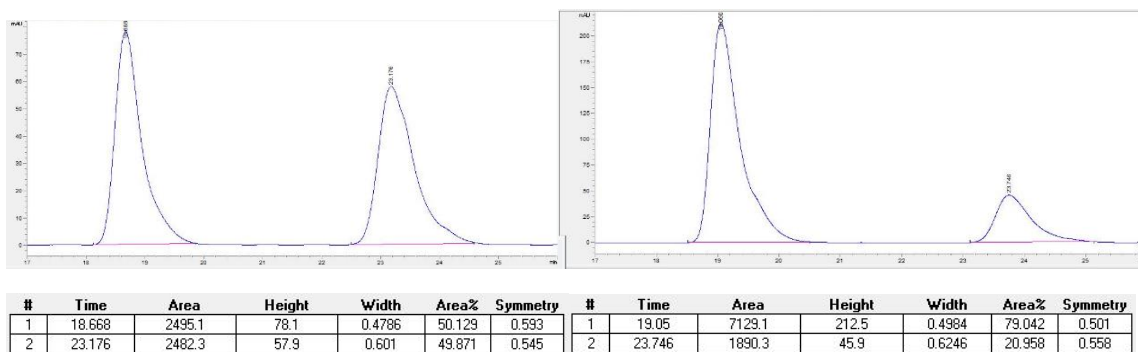 mAU
70
60
50
40
30
20
10
0
23.176
17 18 19 20 21 22 23 24 25
mAU
200
175
150
125
100
75
50
25
0
23.746
17 18 19 20 21 22 23 24 25
# Time Area Height Width Area% Symmetry
1 18.668 2495.1 78.1 0.4786 50.129 0.593
2 23.176 2482.3 57.9 0.601 49.871 0.545
# Time Area Height Width Area% Symmetry
1 19.05 7129.1 212.5 0.4984 79.042 0.501
2 23.746 1890.3 45.9 0.6246 20.958 0.558